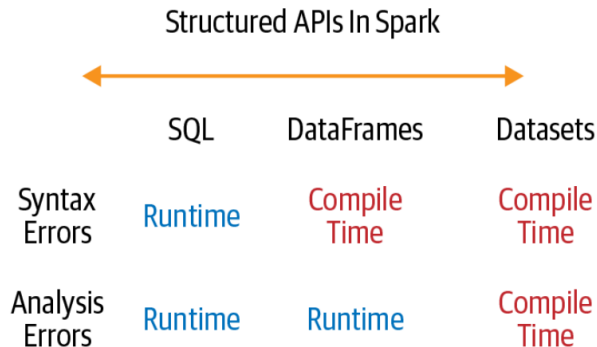 Structured APIs In Spark
SQL DataFrames Datasets
Syntax Errors Runtime Compile Time Compile Time
Analysis Errors Runtime Runtime Compile Time